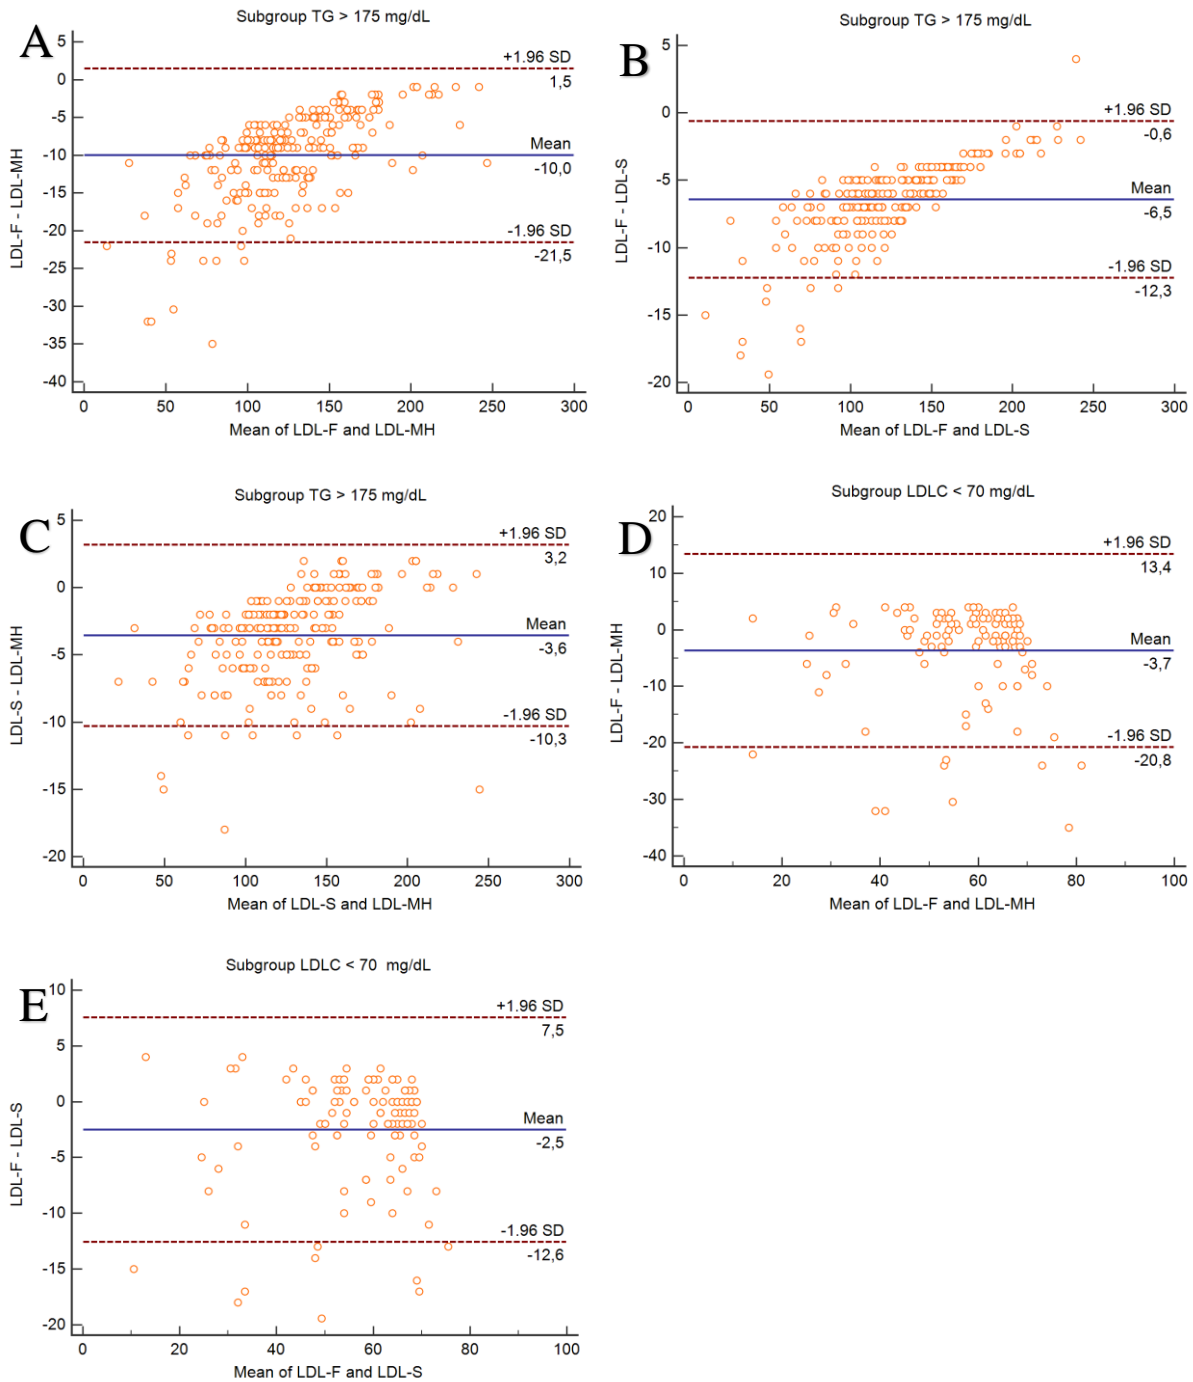 A
Subgroup TG > 175 mg/dL
LDL-F - LDL-MH
5
0
-5
-10
-15
-20
-25
-30
-35
-40
+1.96 SD
1,5
Mean
-10,0
-1.96 SD
-21,5
0 50 100 150 200 250 300
Mean of LDL-F and LDL-MH
B
Subgroup TG > 175 mg/dL
LDL-F - LDL-S
5
0
-5
-10
-15
-20
+1.96 SD
-0,6
Mean
-6,5
-1.96 SD
-12,3
0 50 100 150 200 250 300
Mean of LDL-F and LDL-S
C
Subgroup TG > 175 mg/dL
LDL-S - LDL-MH
5
0
-5
-10
-15
-20
+1.96 SD
3,2
Mean
-3,6
-1.96 SD
-10,3
0 50 100 150 200 250 300
Mean of LDL-S and LDL-MH
D
Subgroup LDLC < 70 mg/dL
LDL-F - LDL-MH
20
10
0
-10
-20
-30
-40
+1.96 SD
13,4
Mean
-3,7
-1.96 SD
-20,8
0 20 40 60 80 100
Mean of LDL-F and LDL-MH
E
Subgroup LDLC < 70 mg/dL
LDL-F - LDL-S
10
5
0
-5
-10
-15
-20
+1.96 SD
7,5
Mean
-2,5
-1.96 SD
-12,6
0 20 40 60 80 100
Mean of LDL-F and LDL-S